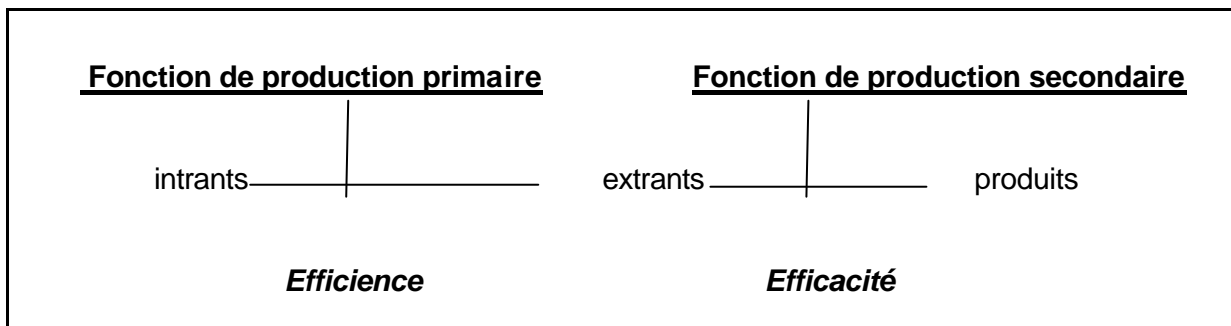 Fonction de production primaire Fonction de production secondaire
intrants extrants produits
Efficience Efficacité